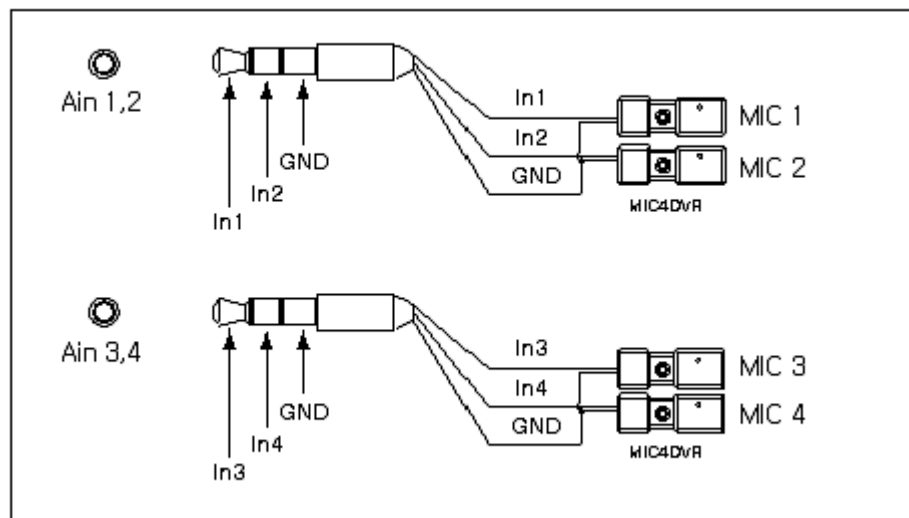 Ain 1,2
In1
In2
GND
In1
In2
GND
MIC 1
MIC 2
MIC4DVR
Ain 3,4
In3
In4
GND
In3
In4
GND
MIC 3
MIC 4
MIC4DVR